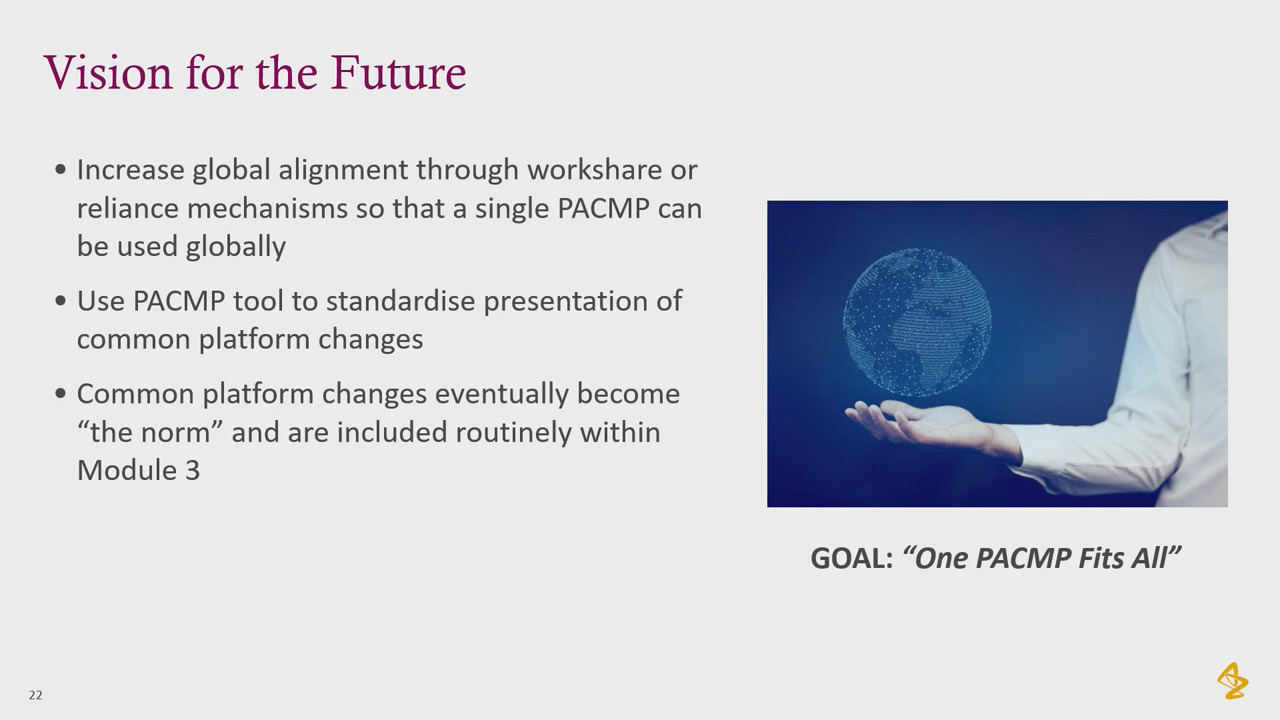 Vision for the Future
• Increase global alignment through workshare or
reliance mechanisms so that a single PACMP can
be used globally
• Use PACMP tool to standardise presentation of
common platform changes
• Common platform changes eventually become
“the norm” and are included routinely within
Module 3
GOAL: “One PACMP Fits All”
22